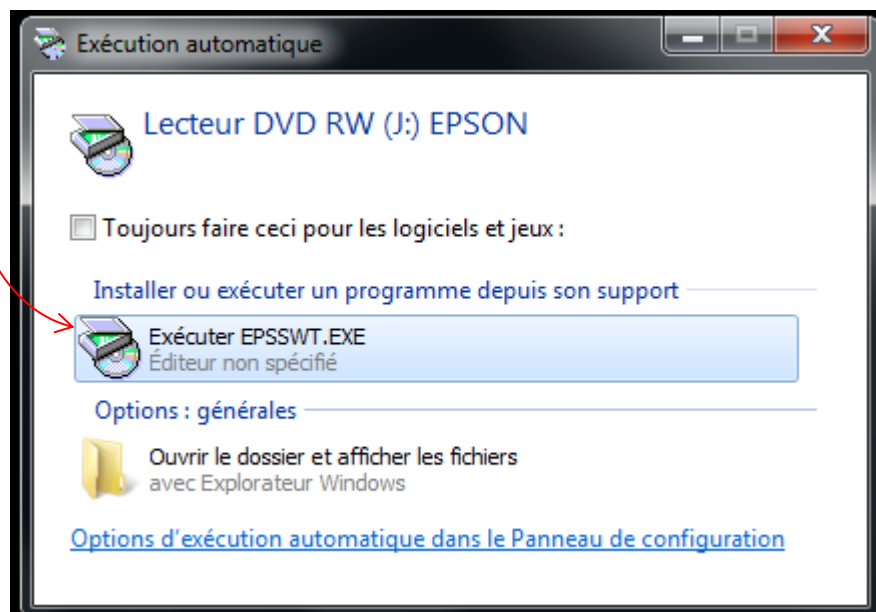 Exécution automatique
Lecteur DVD RW (J:) EPSON
Toujours faire ceci pour les logiciels et jeux :
Installer ou exécuter un programme depuis son support
Exécuter EPSSWT.EXE
Éditeur non spécifié
Options : générales
Ouvrir le dossier et afficher les fichiers
avec Explorateur Windows
Options d'exécution automatique dans le Panneau de configuration